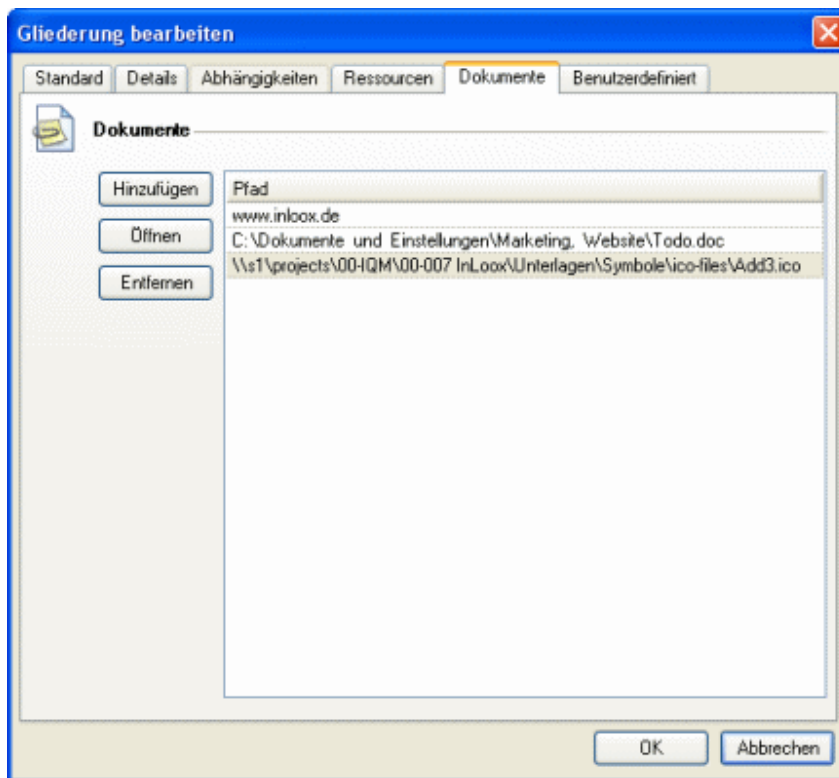 Gliederung bearbeiten
Standard Details Abhängigkeiten Ressourcen Dokumente Benutzerdefiniert
Dokumente
Hinzufügen
Öffnen
Entfernen
Pfad
www.inloox.de
C:\Dokumente und Einstellungen\Marketing, Website\Todo.doc
\\s1\projects\00-IQM\00-007 InLoox\Unterlagen\Symbole\ico-files\Add3.ico
OK Abbrechen